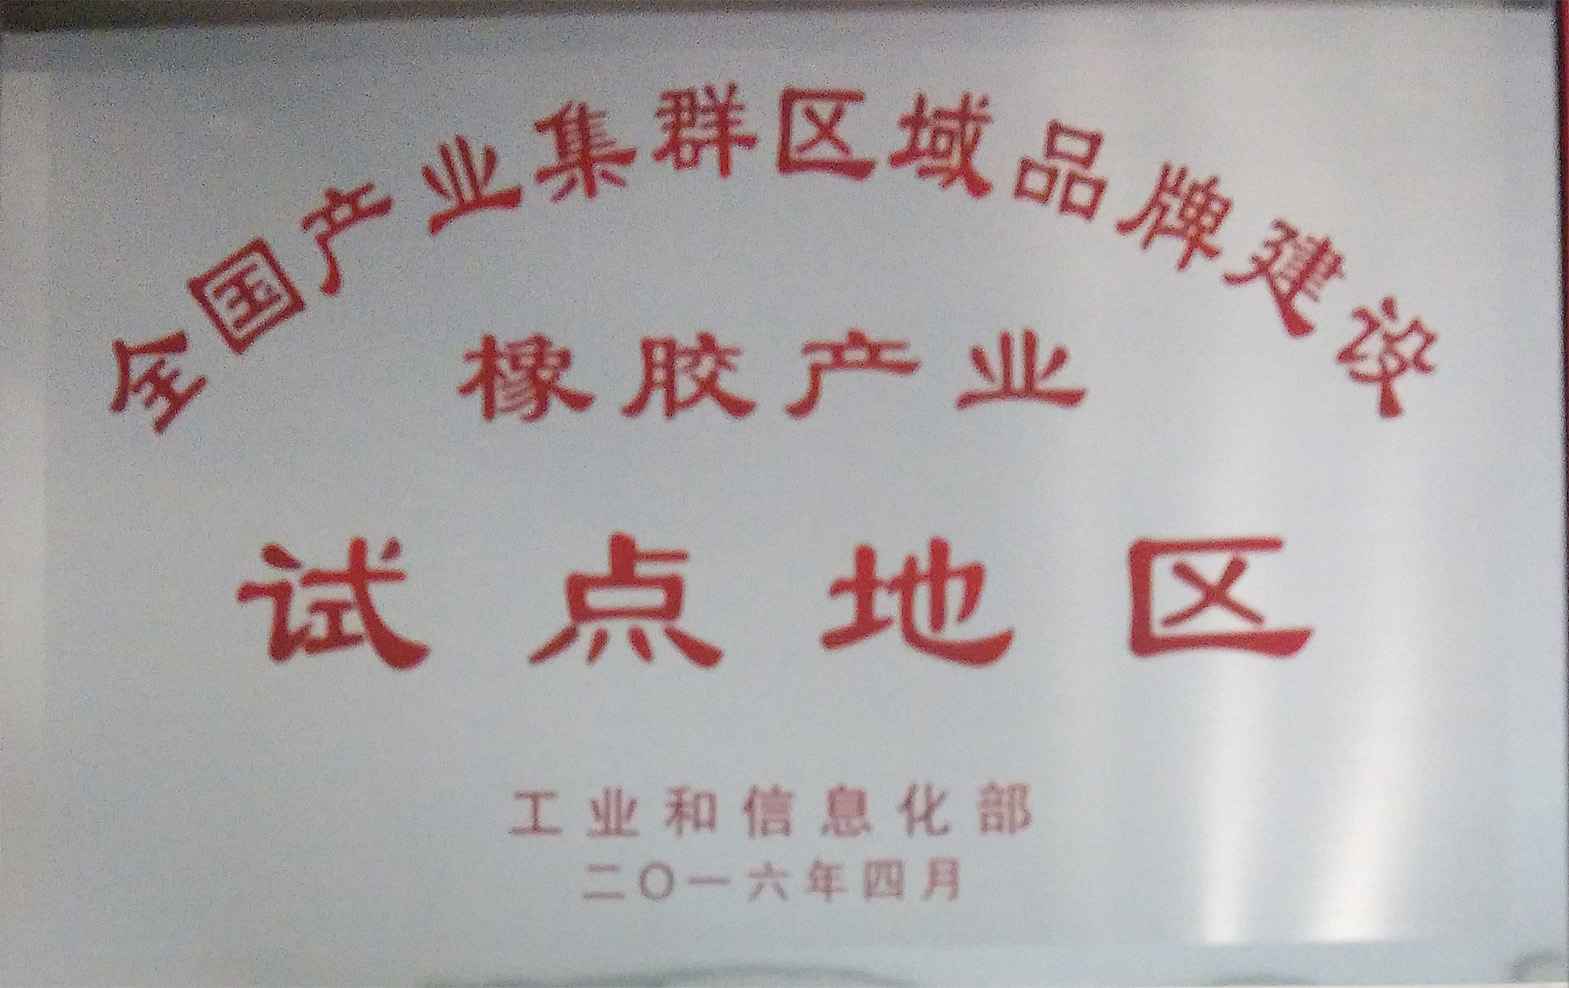 全国产业集群区域品牌建设
橡胶产业
试点地区
工业和信息化部
二〇一六年四月